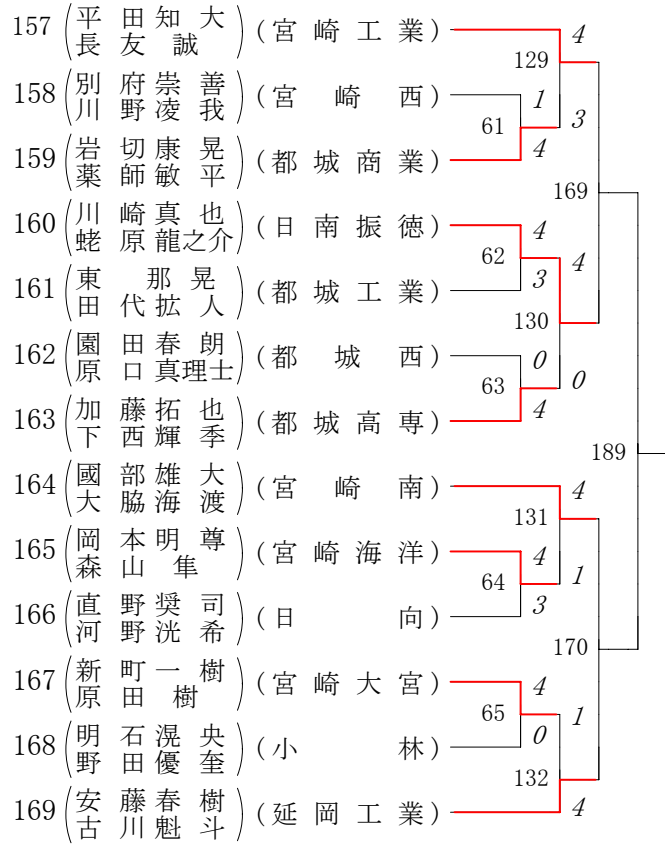 157 (平田知大 長友誠) (宮崎工業) 4
129
158 (別府崇善 川野凌我) (宮崎西) 1 3
61
159 (岩切康晃 薬師敏平) (都城商業) 4
169
160 (川崎真也 蛯原龍之介) (日南振徳) 4
62 4
161 (東那晃 田代拡人) (都城工業) 3
130
162 (園田春朗 原口真理士) (都城西) 0
63 0
163 (加藤拓也 下西輝季) (都城高専) 4
189
164 (國部雄大 大脇海渡) (宮崎南) 4
131
165 (岡本明尊 森山隼) (宮崎海洋) 4
64 1
166 (直野奨司 河野洸希) (日向) 3
170
167 (新町一樹 原田樹) (宮崎大宮) 4
65 1
168 (明石滉央 野田優奎) (小林) 0
132
169 (安藤春樹 古川魁斗) (延岡工業) 4